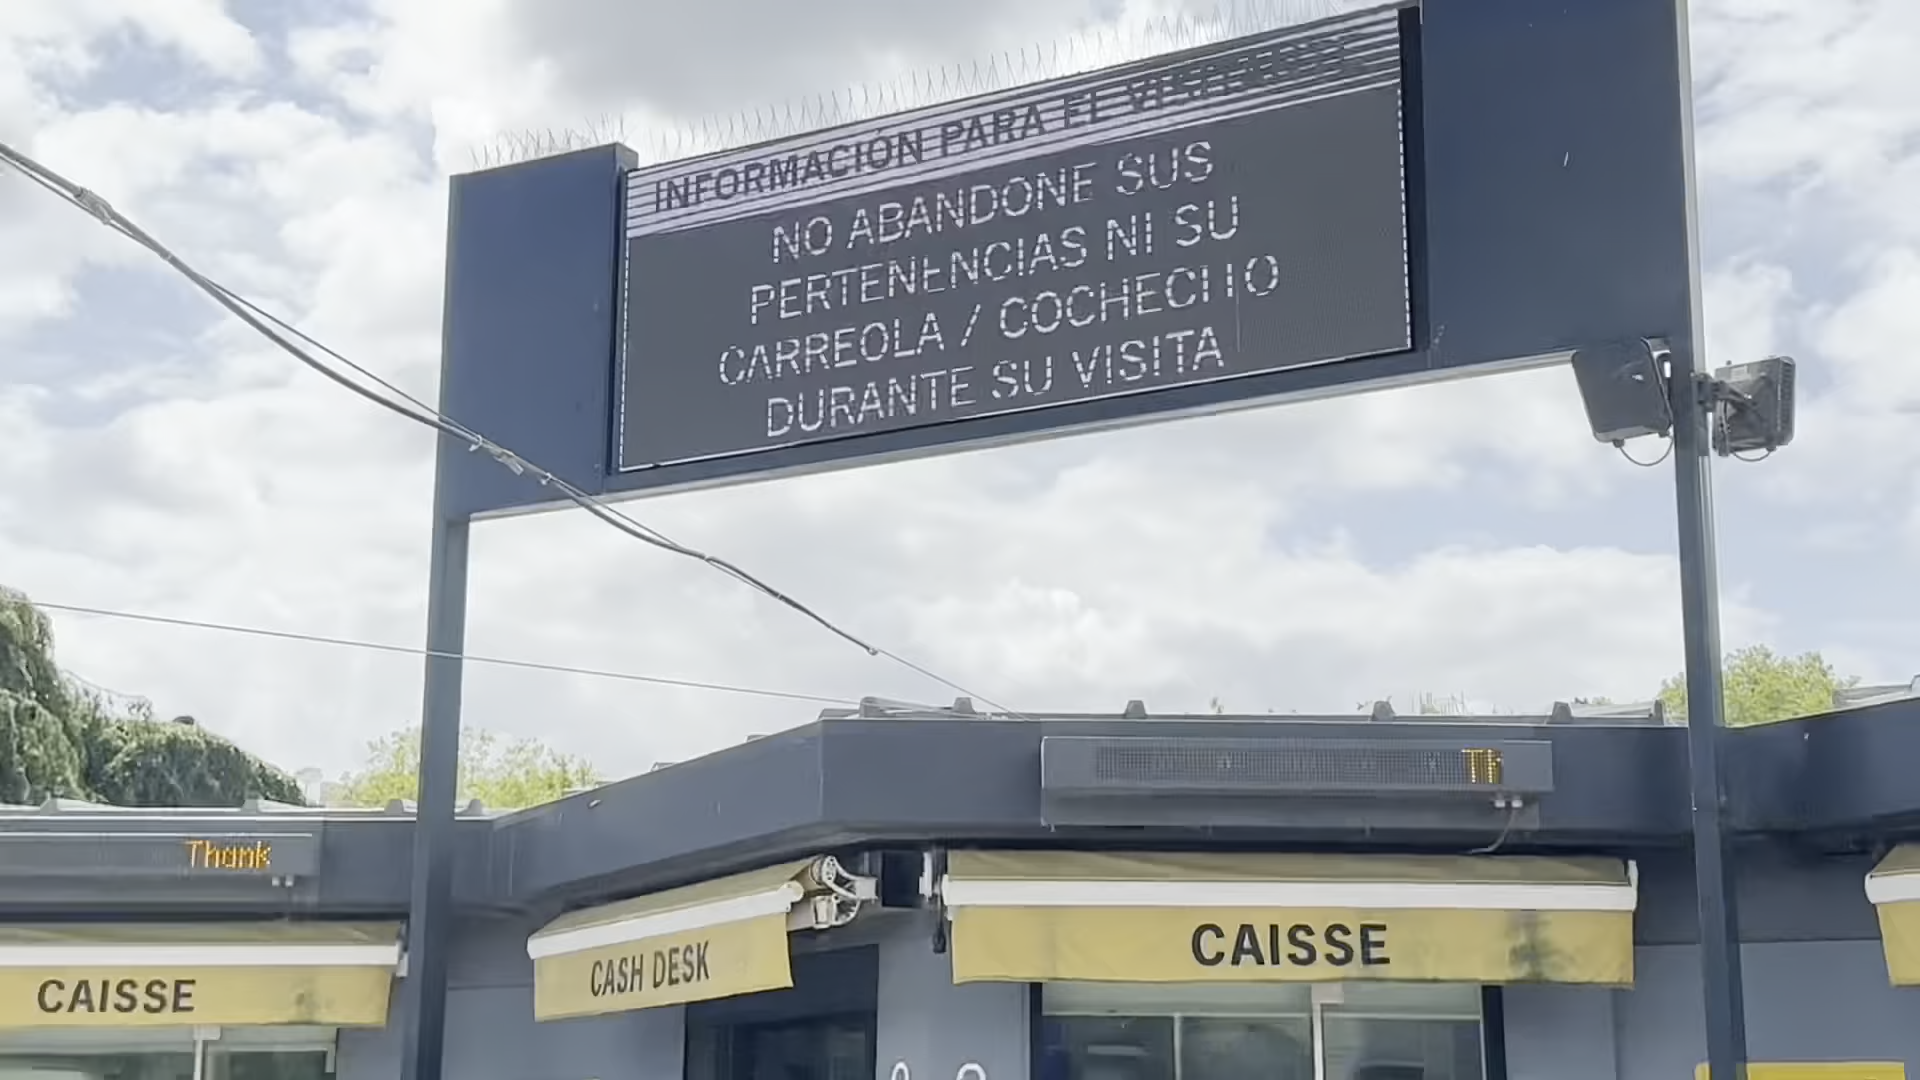 INFORMACIÓN PARA EL VISITANTE
NO ABANDONE SUS
PERTENENCIAS NI SU
CARREOLA / COCHECITO
DURANTE SU VISITA
Thank
CAISSE
CASH DESK
CAISSE